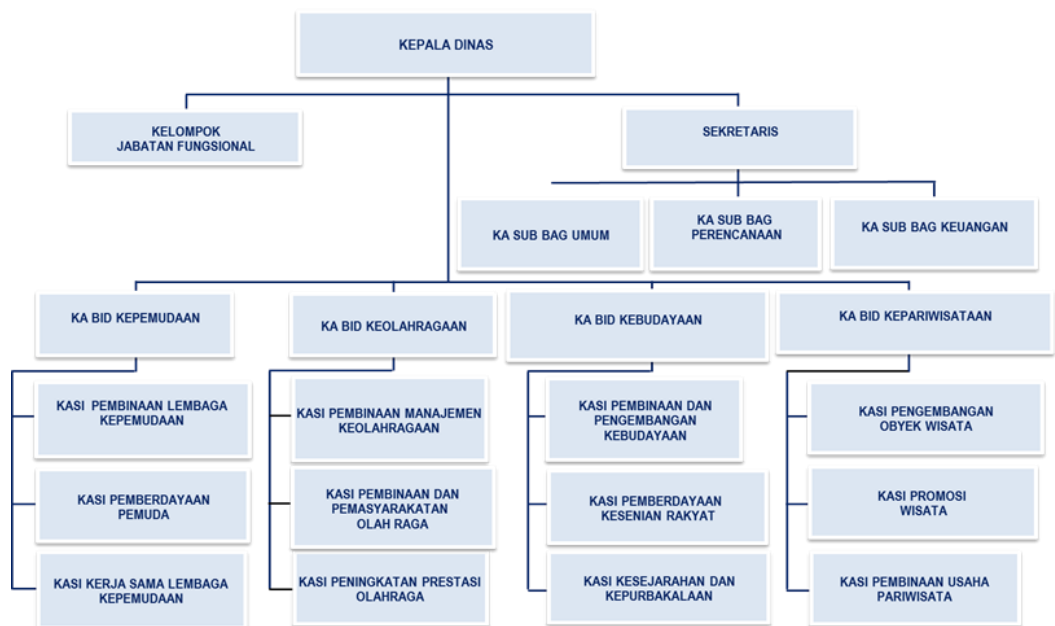 KEPALA DINAS
KELOMPOK
JABATAN FUNGSIONAL
SEKRETARIS
KA SUB BAG UMUM
KA SUB BAG
PERENCANAAN
KA SUB BAG KEUANGAN
KA BID KEPEMUDAAN
KA BID KEOLAHRAGAAN
KA BID KEBUDAYAAN
KA BID KEPARIWISATAAN
KASI PEMBINAAN LEMBAGA
KEPEMUDAAN
KASI PEMBINAAN MANAJEMEN
KEOLAHRAGAAN
KASI PEMBINAAN DAN
PENGEMBANGAN
KEBUDAYAAN
KASI PENGEMBANGAN
OBYEK WISATA
KASI PEMBERDAYAAN
PEMUDA
KASI PEMBINAAN DAN
PEMASYARAKATAN
OLAH RAGA
KASI PEMBERDAYAAN
KESENIAN RAKYAT
KASI PROMOSI
WISATA
KASI KERJA SAMA LEMBAGA
KEPEMUDAAN
KASI PENINGKATAN PRESTASI
OLAHRAGA
KASI KESEJARAHAN DAN
KEPURBAKALAAN
KASI PEMBINAAN USAHA
PARIWISATA